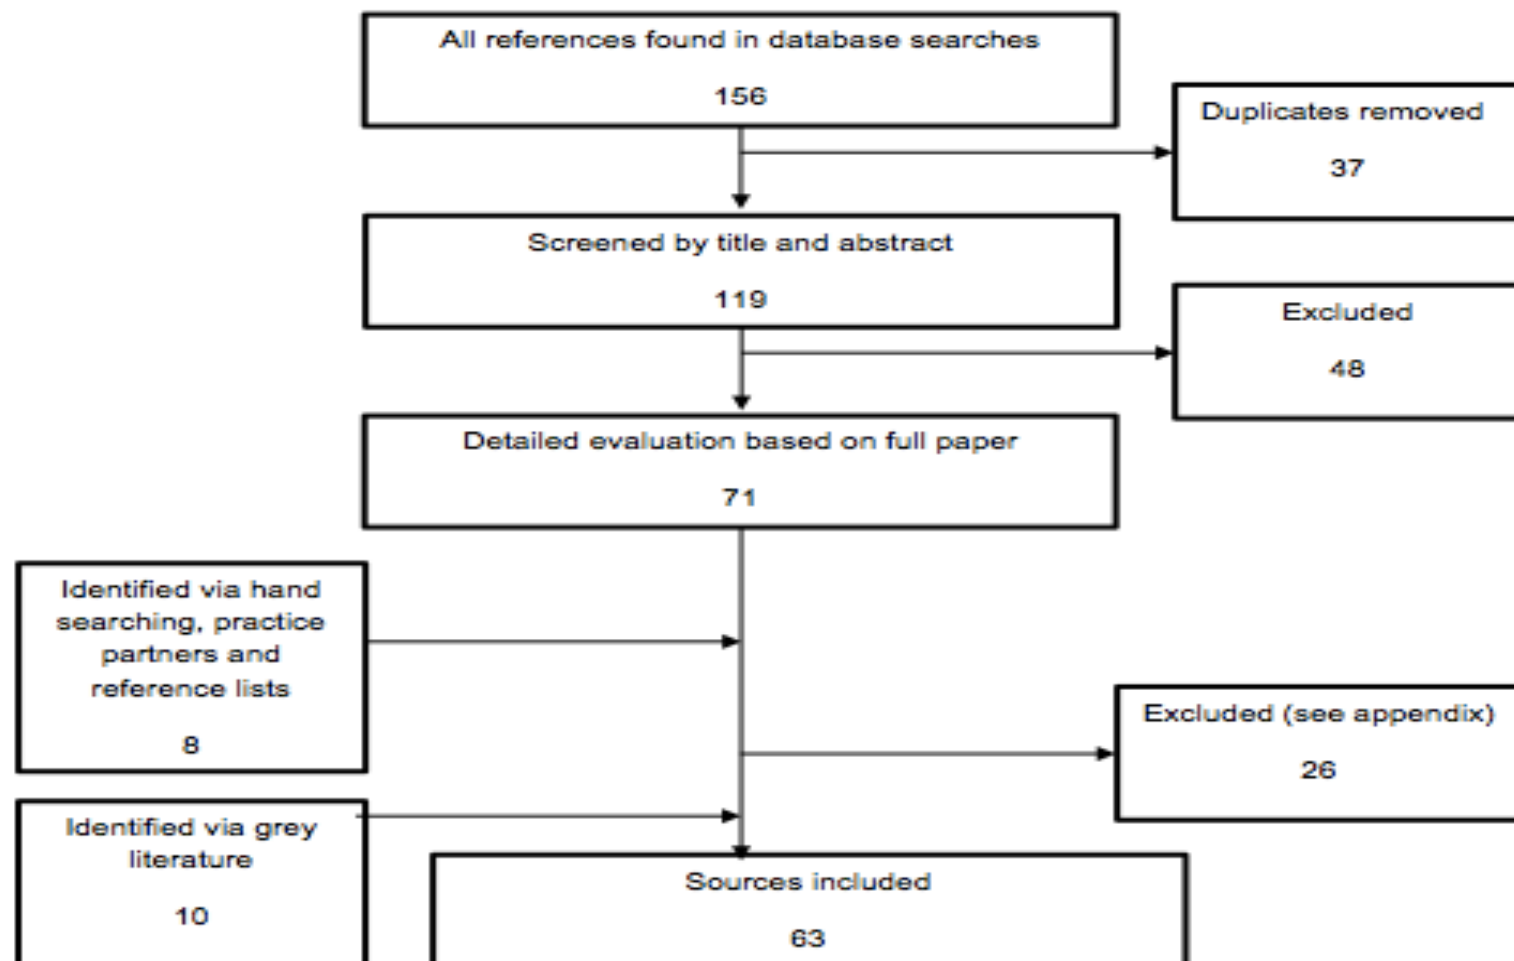 All references found in database searches
156
Duplicates removed
37
Screened by title and abstract
119
Excluded
48
Detailed evaluation based on full paper
71
Identified via hand
searching, practice
partners and
reference lists
8
Excluded (see appendix)
26
Identified via grey
literature
10
Sources included
63